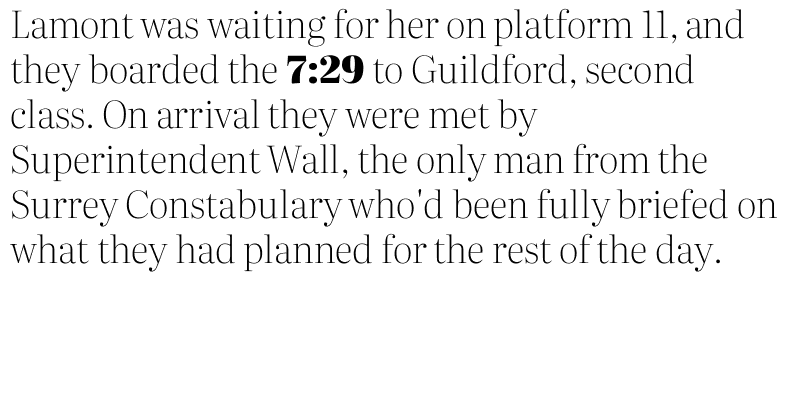 Lamont was waiting for her on platform 11, and
they boarded the 7:29 to Guildford, second
class. On arrival they were met by
Superintendent Wall, the only man from the
Surrey Constabulary who'd been fully briefed on
what they had planned for the rest of the day.